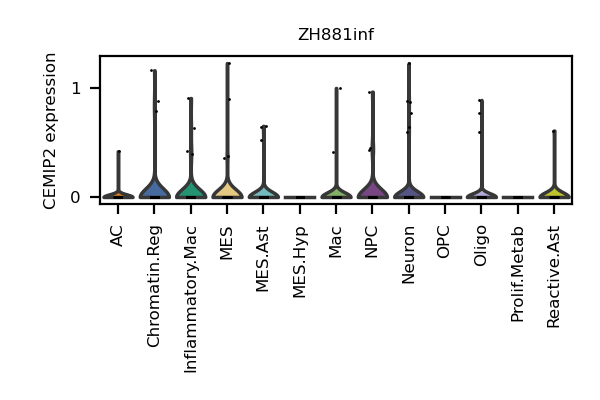 ZH881inf
CEMIP2 expression
1
0
AC
Chromatin.Reg
Inflammatory.Mac
MES
MES.Ast
MES.Hyp
Mac
NPC
Neuron
OPC
Oligo
Prolif.Metab
Reactive.Ast